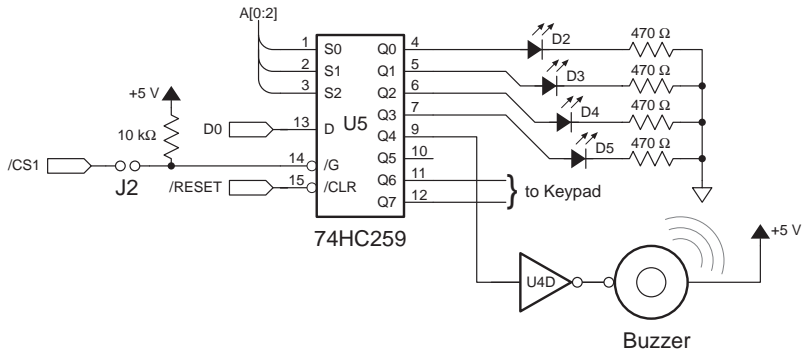 A[0:2]
1 S0 Q0 4 D2 470 Ω
2 S1 Q1 5 D3 470 Ω
3 S2 Q2 6 D4 470 Ω
+5 V
10 kΩ
D0 13 D U5 Q3 7 D5 470 Ω
Q4 9
/CS1 J2 14 /G Q5 10
/RESET 15 /CLR Q6 11 to Keypad
Q7 12
74HC259
+5 V
U4D
Buzzer